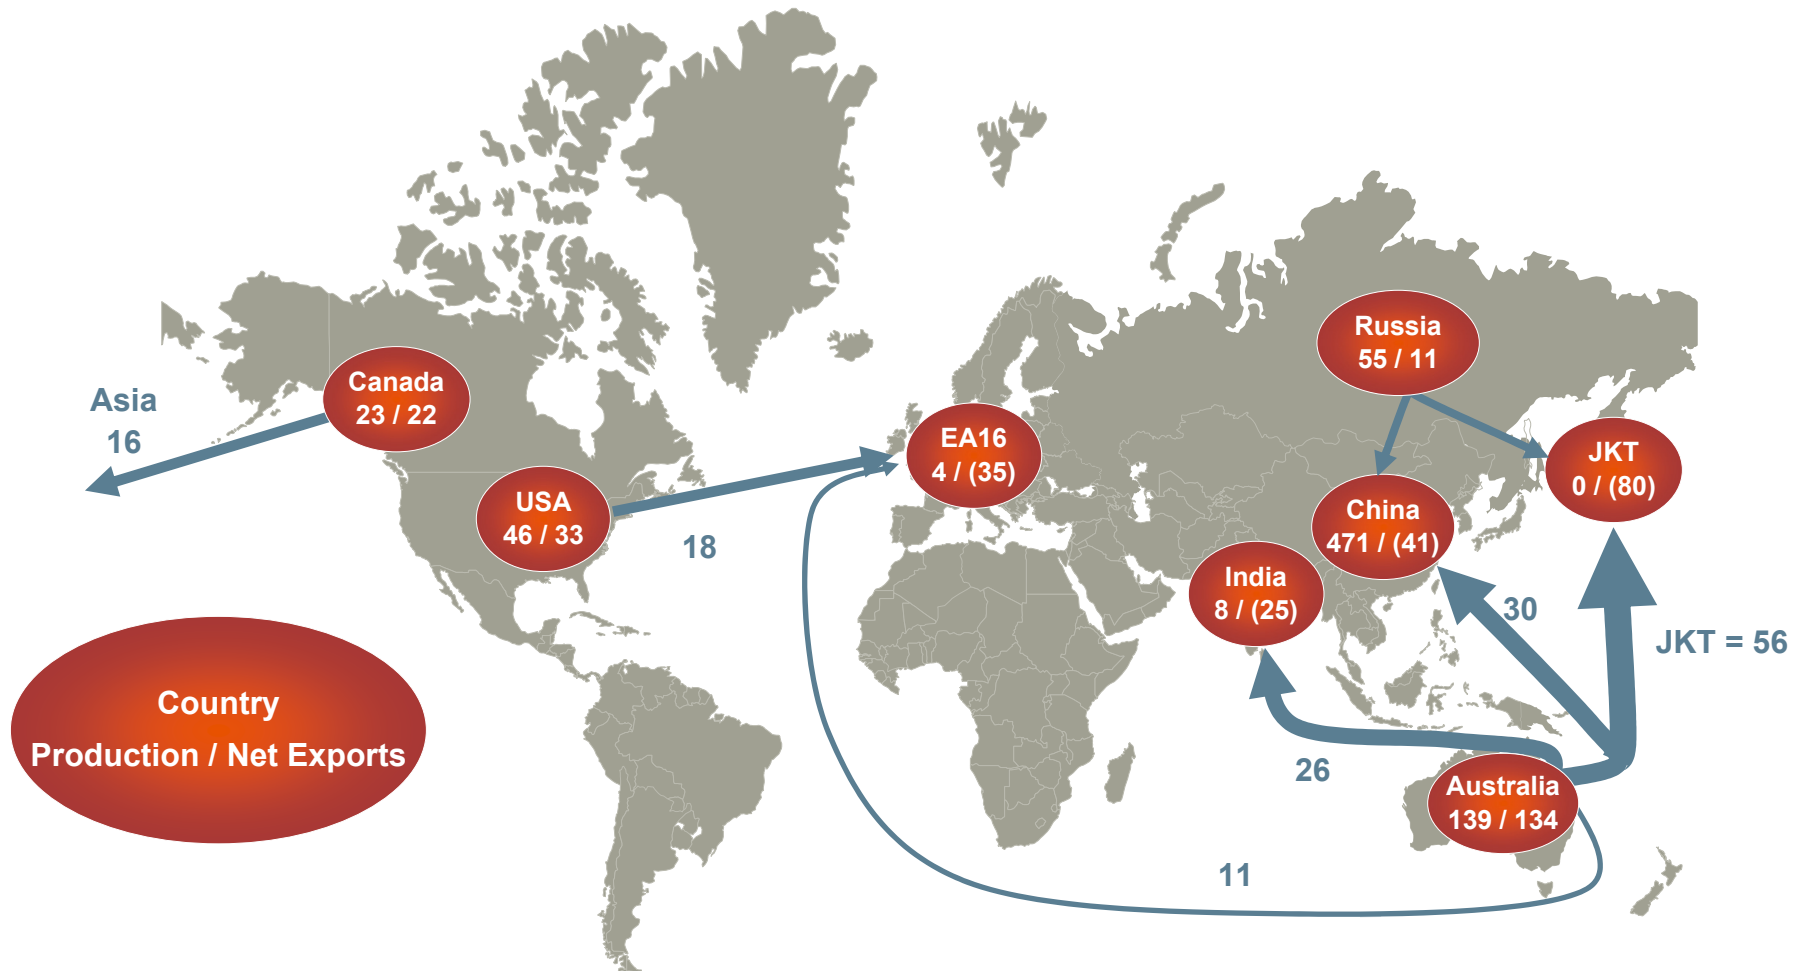 Russia
55 / 11
Canada
23 / 22
Asia
16
EA16
4 / (35)
JKT
0 / (80)
USA
46 / 33
China
471 / (41)
18
India
8 / (25)
30
JKT = 56
Country
Production / Net Exports
26
Australia
139 / 134
11